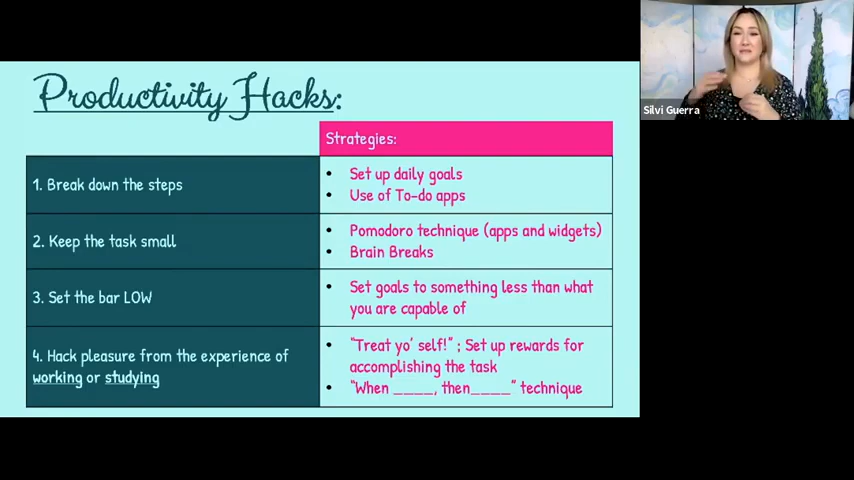 Productivity Hacks:
Strategies:
1. Break down the steps
• Set up daily goals
• Use of To-do apps
2. Keep the task small
• Pomodoro technique (apps and widgets)
• Brain Breaks
3. Set the bar LOW
• Set goals to something less than what
you are capable of
4. Hack pleasure from the experience of
working or studying
• "Treat yo' self!" ; Set up rewards for
accomplishing the task
• "When ____, then____" technique
Silvi Guerra